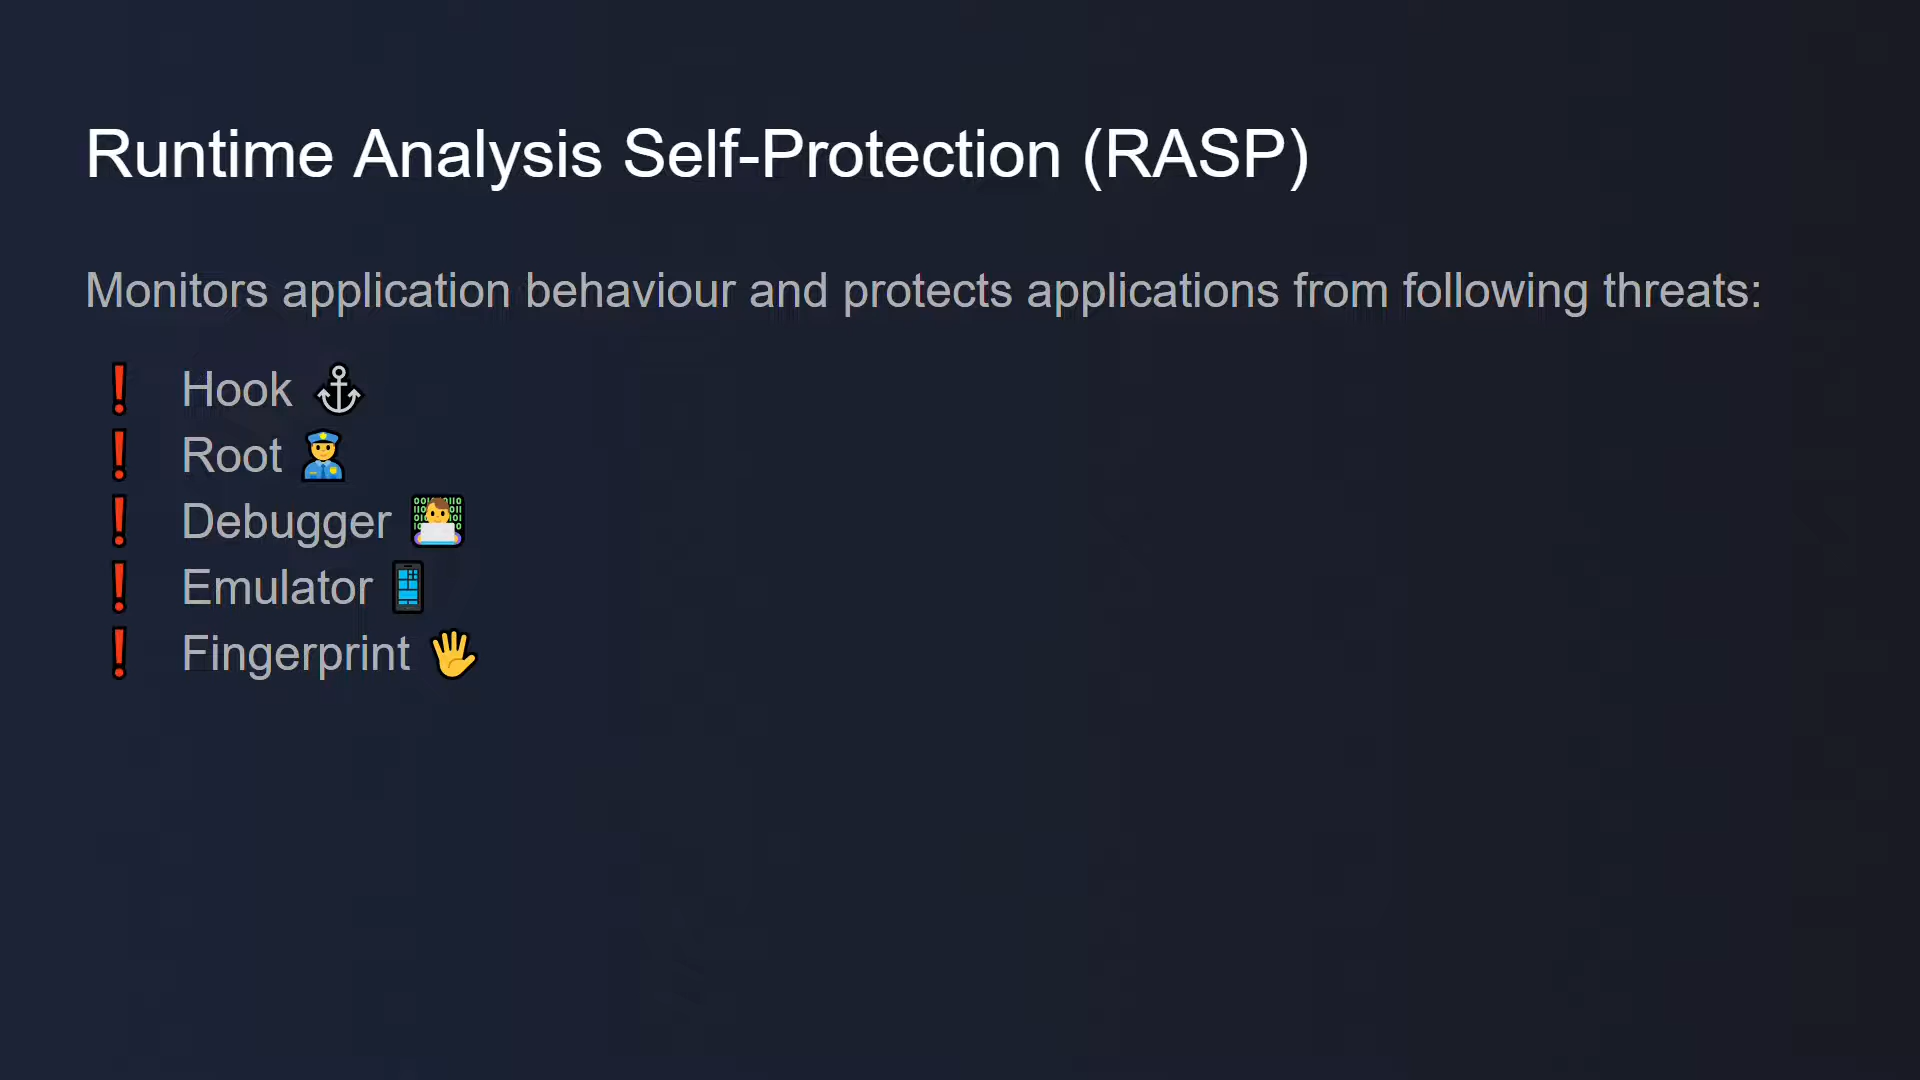 Runtime Analysis Self-Protection (RASP)
Monitors application behaviour and protects applications from following threats:
❗ Hook ⚓
❗ Root 👮
❗ Debugger 👨‍💻
❗ Emulator 📱
❗ Fingerprint 🖐